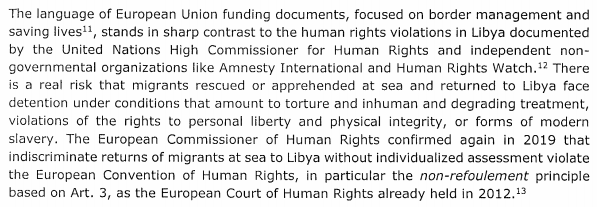 The language of European Union funding documents, focused on border management and
saving lives¹¹, stands in sharp contrast to the human rights violations in Libya documented
by the United Nations High Commissioner for Human Rights and independent non-
governmental organizations like Amnesty International and Human Rights Watch.¹² There
is a real risk that migrants rescued or apprehended at sea and returned to Libya face
detention under conditions that amount to torture and inhuman and degrading treatment,
violations of the rights to personal liberty and physical integrity, or forms of modern
slavery. The European Commissioner of Human Rights confirmed again in 2019 that
indiscriminate returns of migrants at sea to Libya without individualized assessment violate
the European Convention of Human Rights, in particular the non-refoulement principle
based on Art. 3, as the European Court of Human Rights already held in 2012.¹³